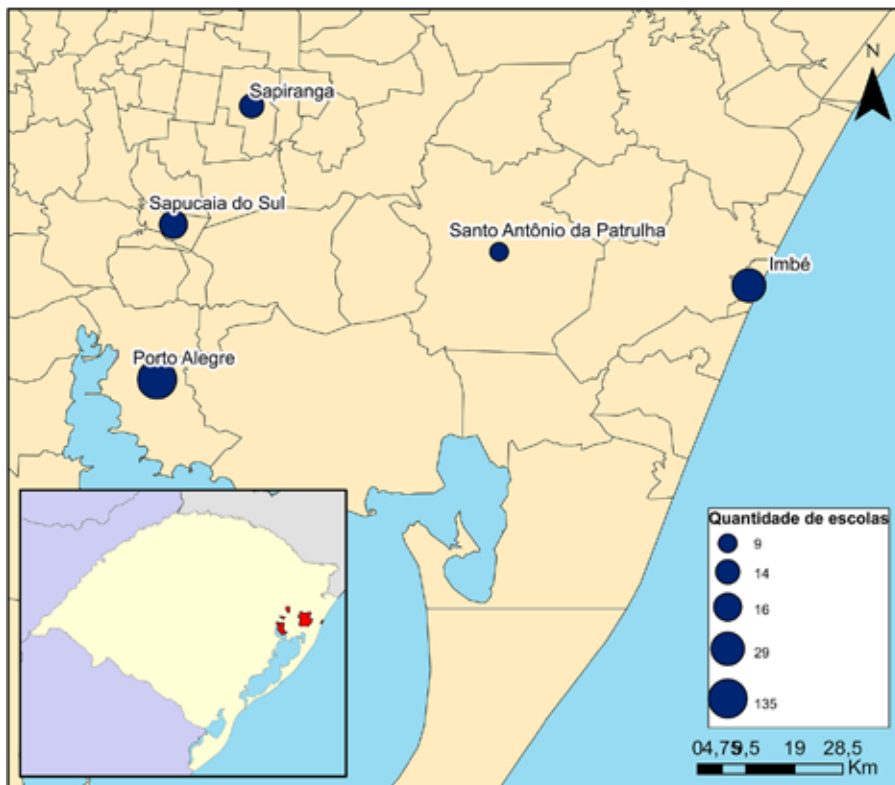 N
Sapiranga
Sapucaia do Sul
Santo Antônio da Patrulha
Imbé
Porto Alegre
Quantidade de escolas
9
14
16
29
135
04,759,5 19 28,5
Km